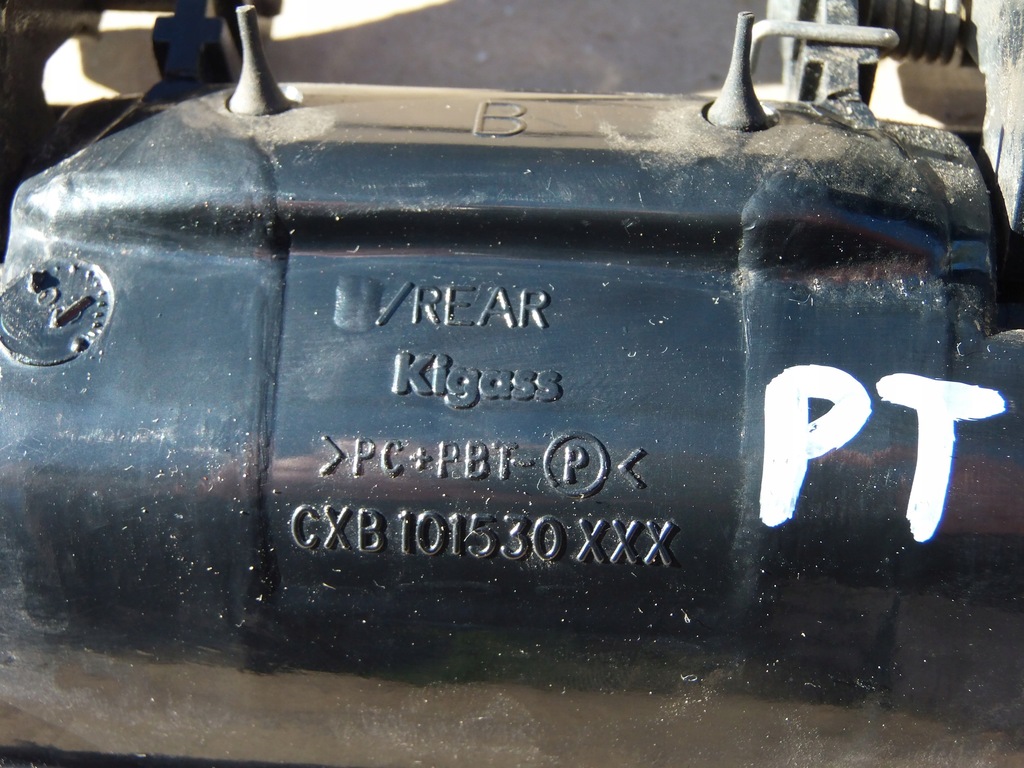 B
/REAR
Kigass
>PC+PBT-(P)<
CXB 101530 XXX
PT